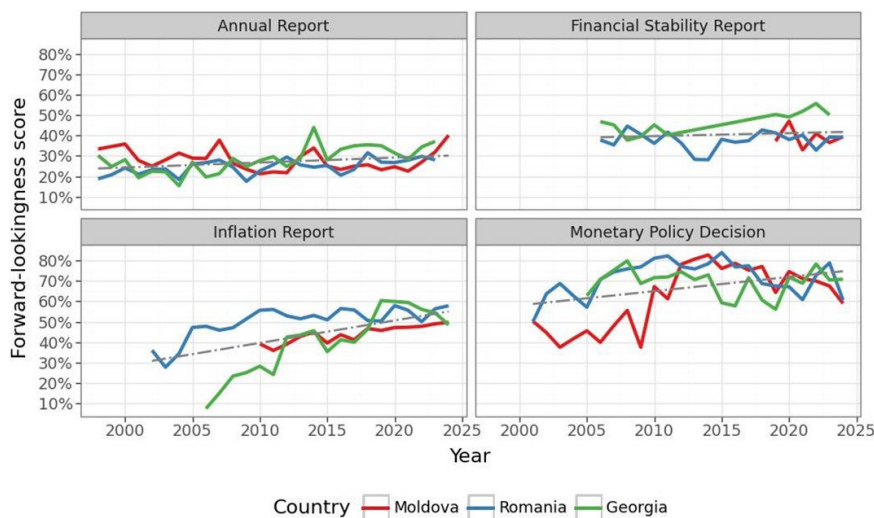 Annual Report
Financial Stability Report
80%
70%
60%
50%
40%
30%
20%
10%
Inflation Report
Monetary Policy Decision
80%
70%
60%
50%
40%
30%
20%
10%
Forward-lookingness score
2000 2005 2010 2015 2020 2025
2000 2005 2010 2015 2020 2025
Year
Country Moldova Romania Georgia